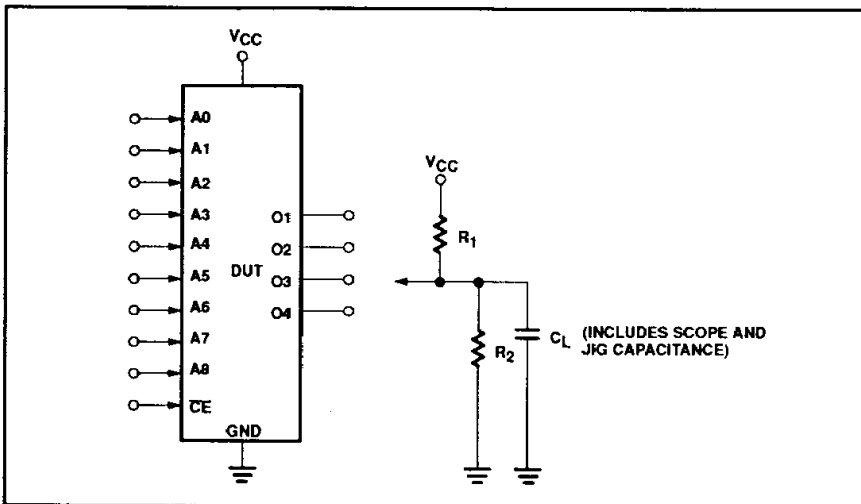 VCC
A0
A1
A2
A3
A4
A5
A6
A7
A8
CE
DUT
O1
O2
O3
O4
GND
VCC
R1
R2
CL (INCLUDES SCOPE AND
JIG CAPACITANCE)